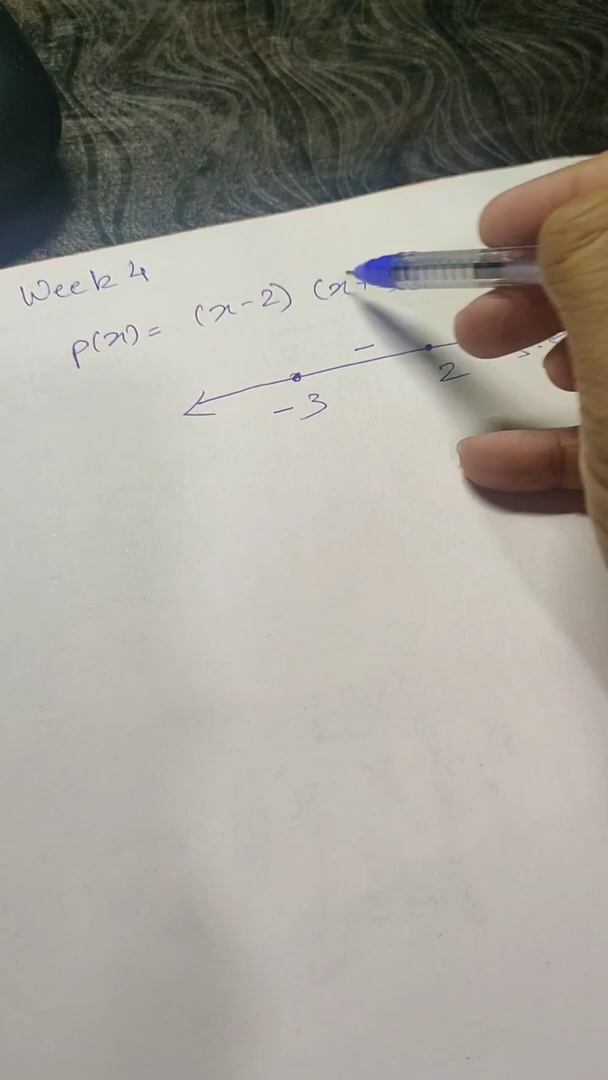 Week 4
p(x) = (x-2) (x+
-
-3 2